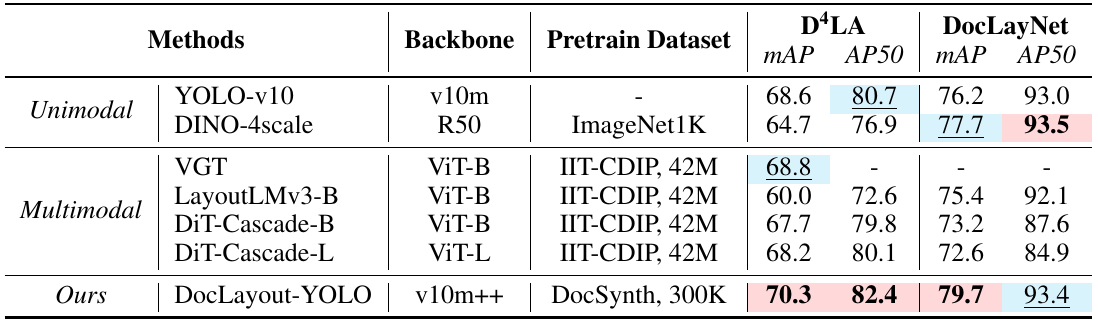 Methods Backbone Pretrain Dataset D⁴LA DocLayNet
mAP AP50 mAP AP50
Unimodal YOLO-v10 v10m - 68.6 80.7 76.2 93.0
DINO-4scale R50 ImageNet1K 64.7 76.9 77.7 93.5
Multimodal VGT ViT-B IIT-CDIP, 42M 68.8 - - -
LayoutLMv3-B ViT-B IIT-CDIP, 42M 60.0 72.6 75.4 92.1
DiT-Cascade-B ViT-B IIT-CDIP, 42M 67.7 79.8 73.2 87.6
DiT-Cascade-L ViT-L IIT-CDIP, 42M 68.2 80.1 72.6 84.9
Ours DocLayout-YOLO v10m++ DocSynth, 300K 70.3 82.4 79.7 93.4